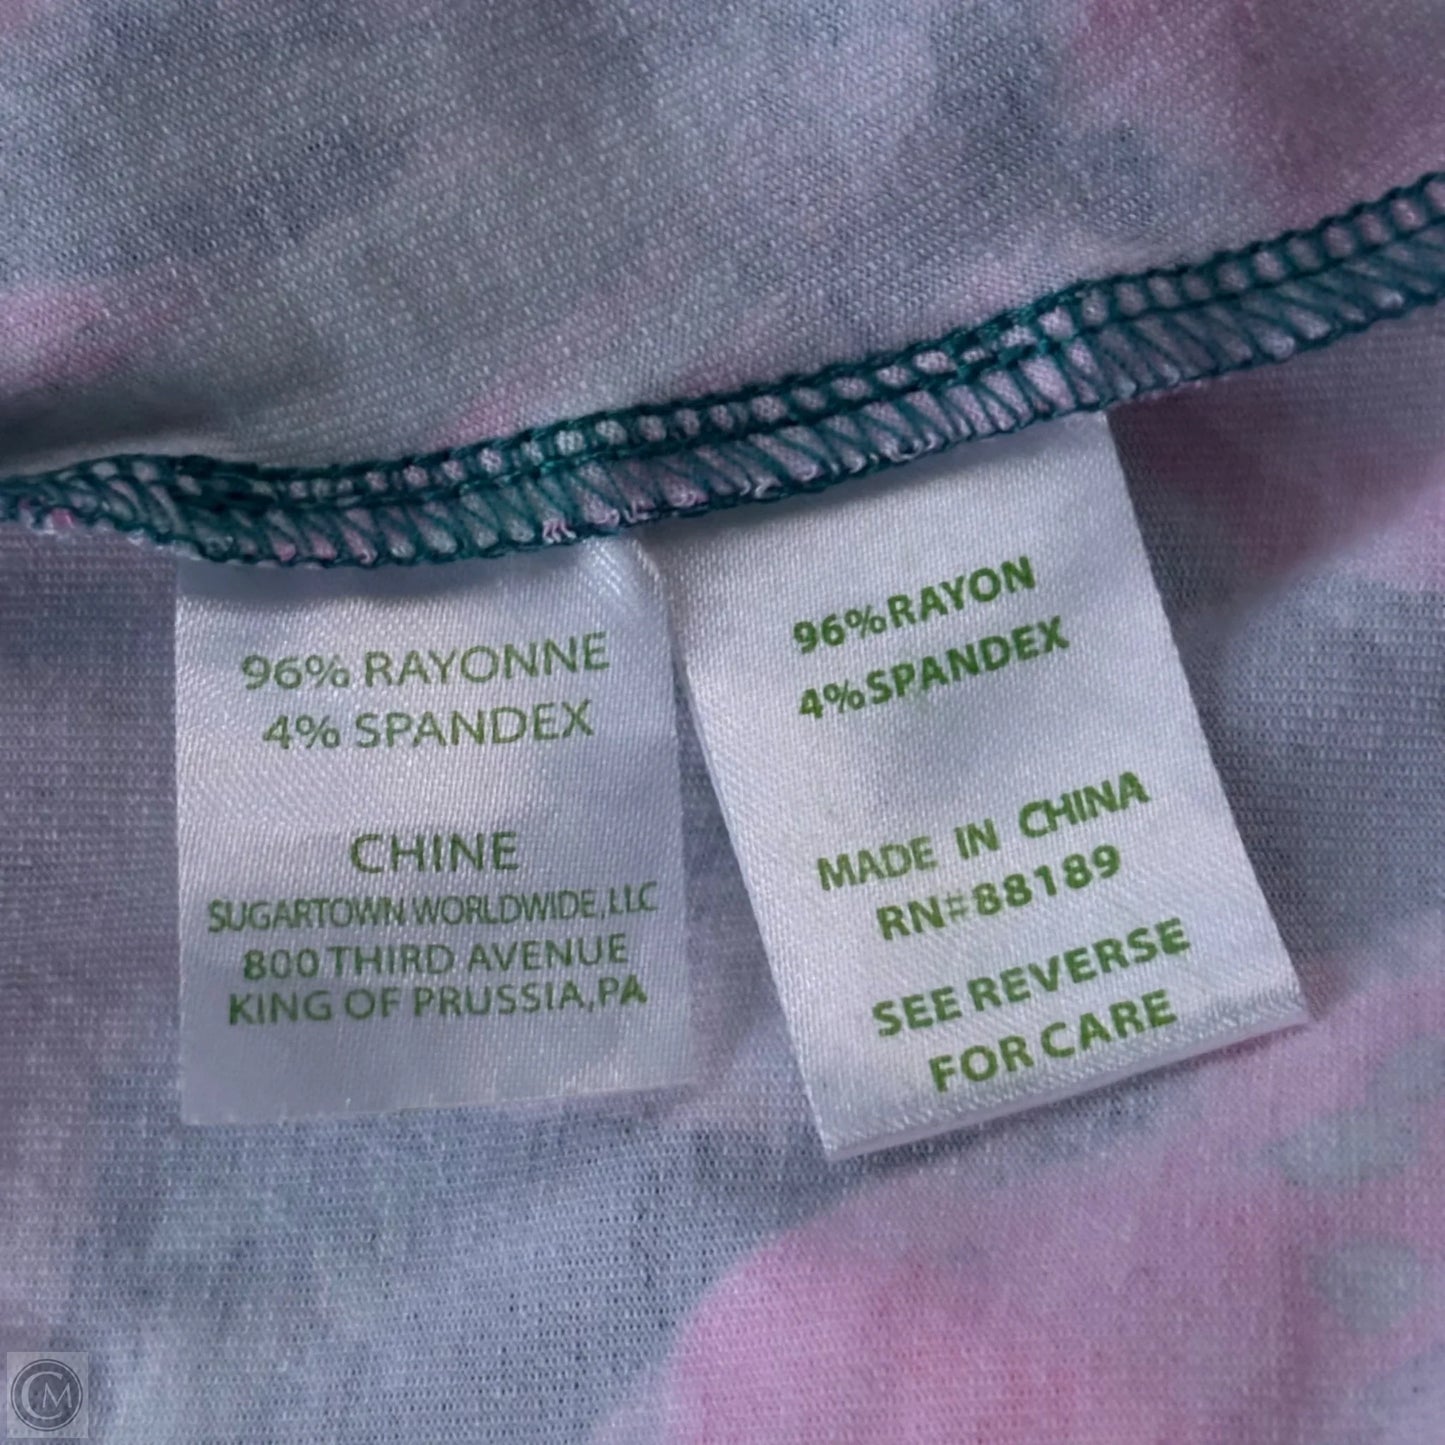 96% RAYONNE
4% SPANDEX
CHINE
SUGARTOWN WORLDWIDE,LLC
800 THIRD AVENUE
KING OF PRUSSIA,PA
96%RAYON
4%SPANDEX
MADE IN CHINA
RN#88189
SEE REVERSE
FOR CARE
CM